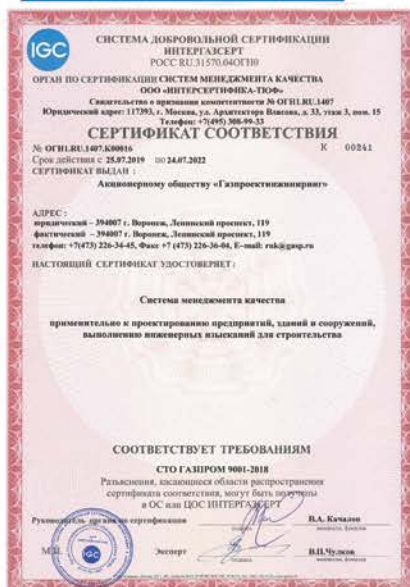 IGC
СИСТЕМА ДОБРОВОЛЬНОЙ СЕРТИФИКАЦИИ
ИНТЕРГАЗСЕРТ
РОСС RU.31570.04ОГН0
ОРГАН ПО СЕРТИФИКАЦИИ СИСТЕМ МЕНЕДЖМЕНТА КАЧЕСТВА
ООО «ИНТЕРСЕРТИФИКА-ТЮФ»
Свидетельство о признании компетентности № ОГН1.RU.1407
Юридический адрес: 117393, г. Москва, ул. Архитектора Власова, д. 33, этаж 3, пом. 15
Телефон: +7(495) 308-99-33
СЕРТИФИКАТ СООТВЕТСТВИЯ
№ ОГН1.RU.1407.К00016 К 00241
Срок действия с 25.07.2019 по 24.07.2022
СЕРТИФИКАТ ВЫДАН :
Акционерному обществу «Газпроектинжиниринг»
АДРЕС :
юридический – 394007 г. Воронеж, Ленинский проспект, 119
фактический – 394007 г. Воронеж, Ленинский проспект, 119
телефон: +7(473) 226-34-45, Факс +7 (473) 226-36-04, E-mail: ruk@gasp.ru
НАСТОЯЩИЙ СЕРТИФИКАТ УДОСТОВЕРЯЕТ :
Система менеджмента качества
применительно к проектированию предприятий, зданий и сооружений,
выполнению инженерных изысканий для строительства
СООТВЕТСТВУЕТ ТРЕБОВАНИЯМ
СТО ГАЗПРОМ 9001-2018
Разъяснения, касающиеся области распространения
сертификата соответствия, могут быть получены
в ОС или ЦОС ИНТЕРГАЗСЕРТ
Руководитель органа по сертификации В.А. Качалов
М.П. Эксперт В.П.Чулков
IGC